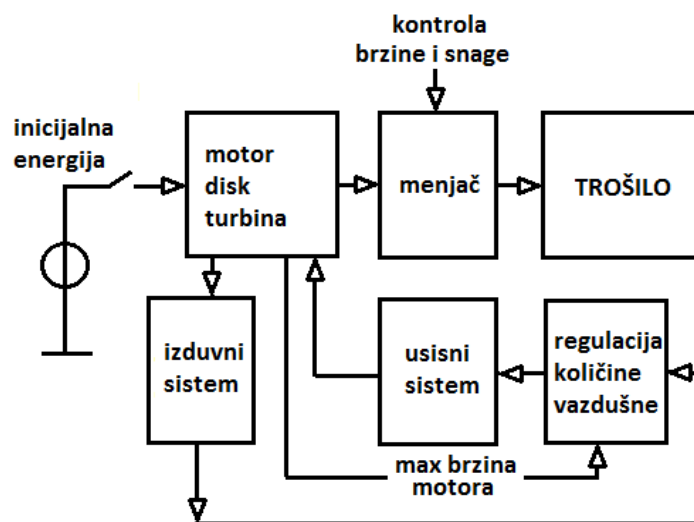 kontrola
brzine i snage
inicijalna
energija
motor
disk
turbina
menjač
TROŠILO
izduvni
sistem
usisni
sistem
regulacija
količine
vazdušne
max brzina
motora